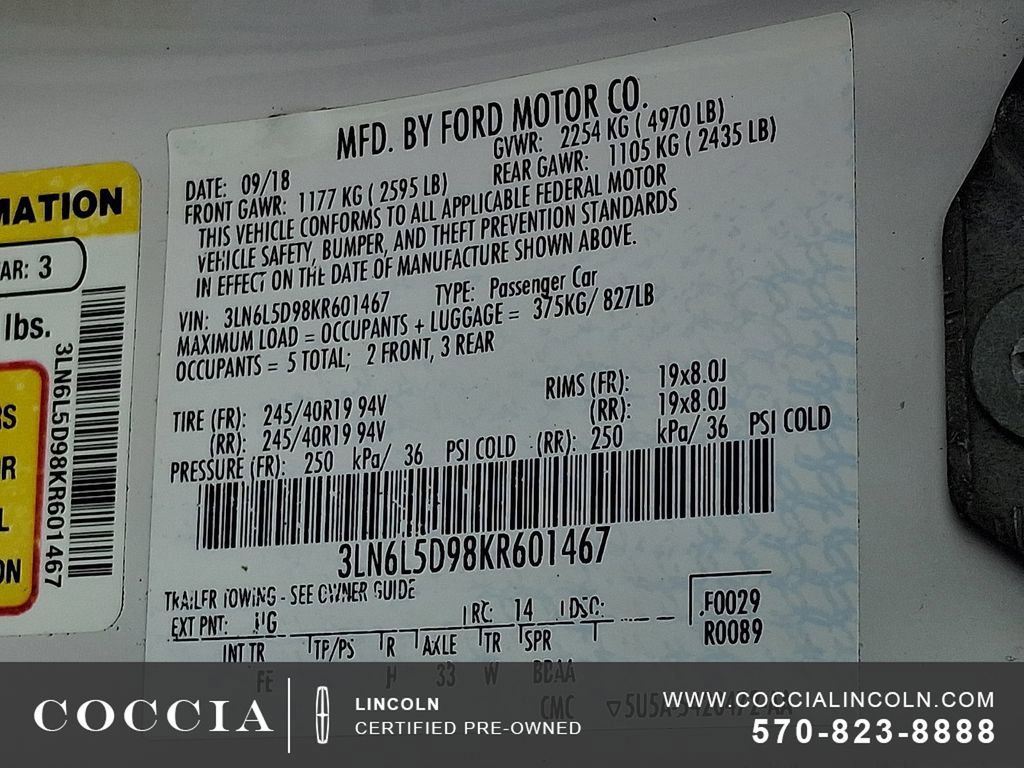 MATION
AR: 3
lbs.
3LN6L5D98KR601467
RS
R
L
ON
MFD. BY FORD MOTOR CO.
DATE: 09/18 GVWR: 2254 KG ( 4970 LB)
FRONT GAWR: 1177 KG ( 2595 LB) REAR GAWR: 1105 KG ( 2435 LB)
THIS VEHICLE CONFORMS TO ALL APPLICABLE FEDERAL MOTOR
VEHICLE SAFETY, BUMPER, AND THEFT PREVENTION STANDARDS
IN EFFECT ON THE DATE OF MANUFACTURE SHOWN ABOVE.
VIN: 3LN6L5D98KR601467 TYPE: Passenger Car
MAXIMUM LOAD = OCCUPANTS + LUGGAGE = 375KG/ 827LB
OCCUPANTS = 5 TOTAL; 2 FRONT, 3 REAR
TIRE (FR): 245/40R19 94V RIMS (FR): 19x8.0J
(RR): 245/40R19 94V (RR): 19x8.0J
PRESSURE (FR): 250 kPa/ 36 PSI COLD (RR): 250 kPa/ 36 PSI COLD
3LN6L5D98KR601467
TRAILER TOWING - SEE OWNER GUIDE
EXT PNT: UG RC: 14 DSO: F0029
R0089
INT TR TP/PS R AXLE TR SPR
FE H 33 W BDAA
CMC
COCCIA
LINCOLN
CERTIFIED PRE-OWNED
WWW.COCCIALINCOLN.COM
570-823-8888